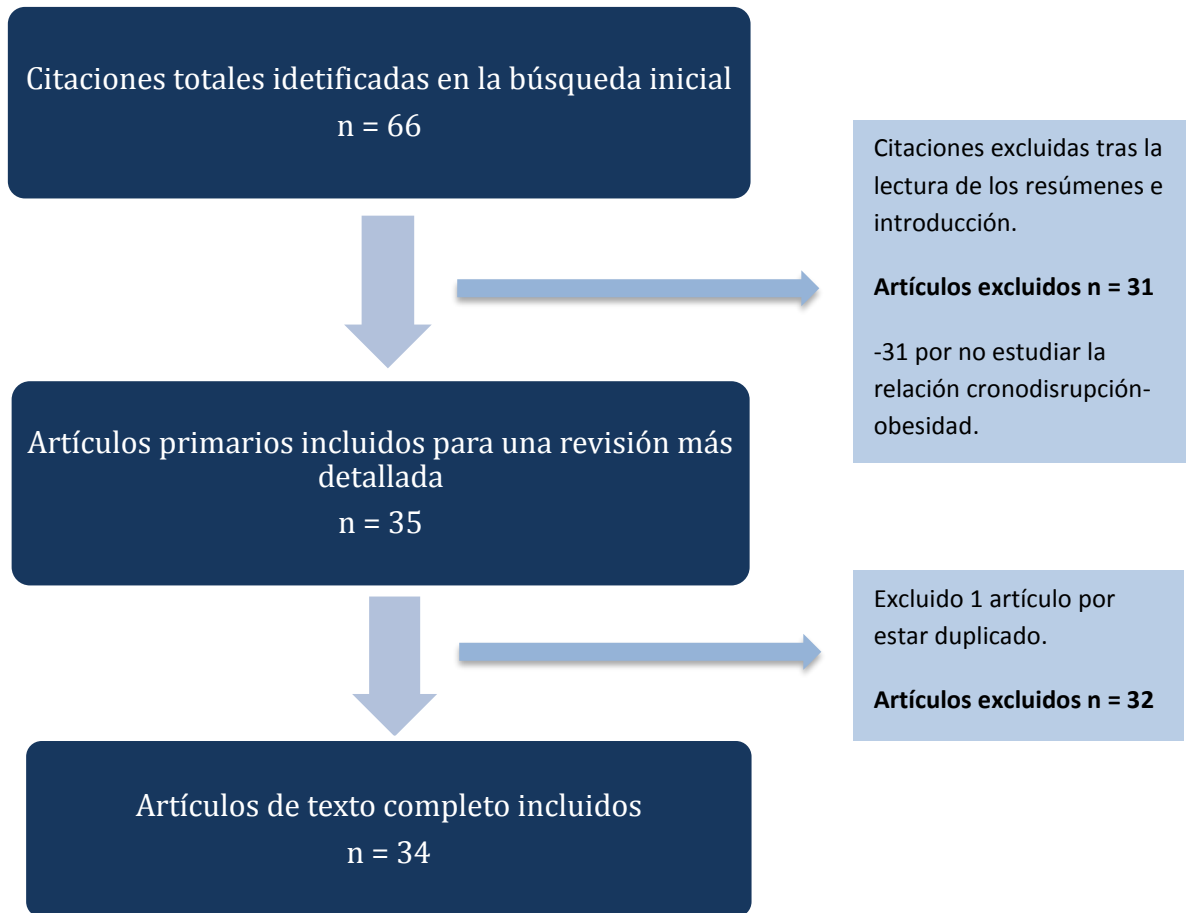 Citaciones totales idetificadas en la búsqueda inicial
n = 66
Citaciones excluidas tras la
lectura de los resúmenes e
introducción.
Artículos excluidos n = 31
-31 por no estudiar la
relación cronodisrupción-
obesidad.
Artículos primarios incluidos para una revisión más
detallada
n = 35
Excluido 1 artículo por
estar duplicado.
Artículos excluidos n = 32
Artículos de texto completo incluidos
n = 34